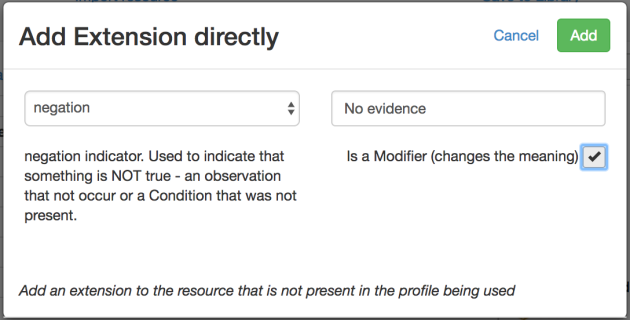 Add Extension directly
Cancel
Add
negation
No evidence
negation indicator. Used to indicate that
something is NOT true - an observation
that not occur or a Condition that was not
present.
Is a Modifier (changes the meaning)
Add an extension to the resource that is not present in the profile being used